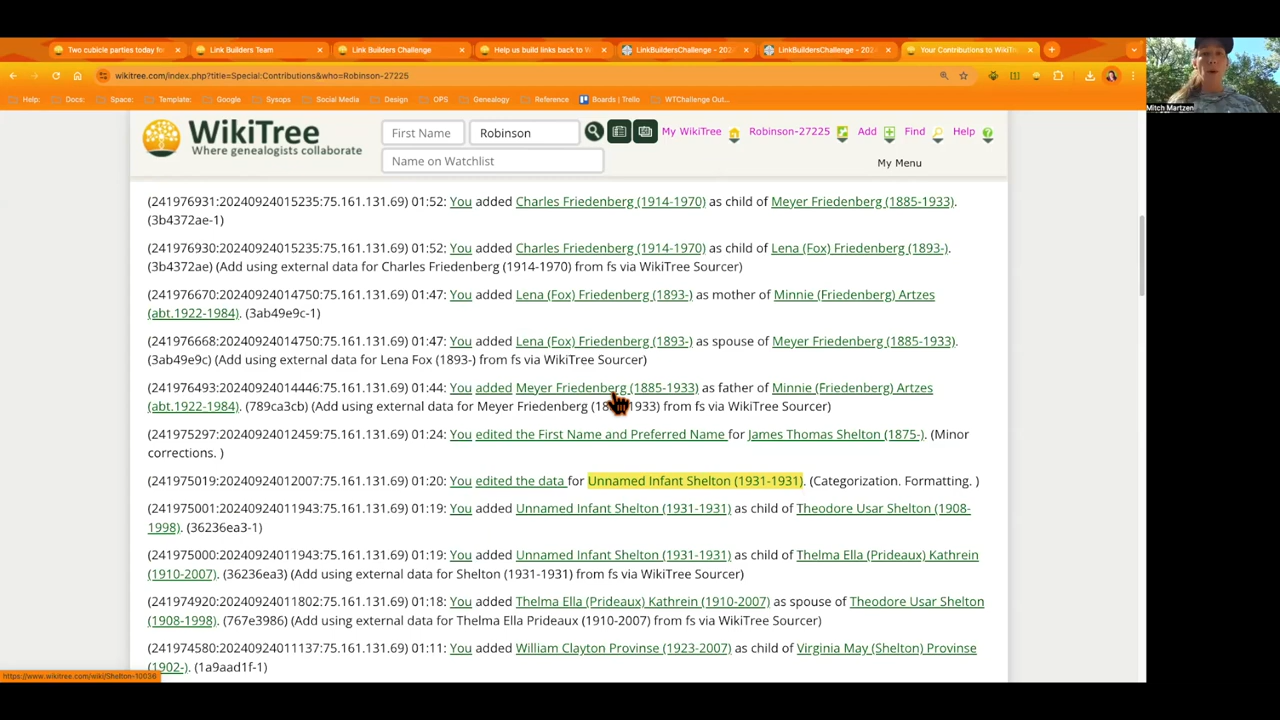 Two cubicle parties today fo
Link Builders Team
Link Builders Challenge
Help us build links back to W
LinkBuildersChallenge - 202
LinkBuildersChallenge - 202
Your Contributions to WikiT
wikitree.com/index.php?title=Special:Contributions&who=Robinson-27225
Help: Docs: Space: Template: Google Sysops Social Media Design OPS Genealogy Reference Boards | Trello WTChallenge Out...
Mitch Martzen
WikiTree
Where genealogists collaborate
First Name Robinson My WikiTree Robinson-27225 Add Find Help
Name on Watchlist My Menu
(241976931:20240924015235:75.161.131.69) 01:52: You added Charles Friedenberg (1914-1970) as child of Meyer Friedenberg (1885-1933).
(3b4372ae-1)
(241976930:20240924015235:75.161.131.69) 01:52: You added Charles Friedenberg (1914-1970) as child of Lena (Fox) Friedenberg (1893-).
(3b4372ae) (Add using external data for Charles Friedenberg (1914-1970) from fs via WikiTree Sourcer)
(241976670:20240924014750:75.161.131.69) 01:47: You added Lena (Fox) Friedenberg (1893-) as mother of Minnie (Friedenberg) Artzes
(abt.1922-1984). (3ab49e9c-1)
(241976668:20240924014750:75.161.131.69) 01:47: You added Lena (Fox) Friedenberg (1893-) as spouse of Meyer Friedenberg (1885-1933).
(3ab49e9c) (Add using external data for Lena Fox (1893-) from fs via WikiTree Sourcer)
(241976493:20240924014446:75.161.131.69) 01:44: You added Meyer Friedenberg (1885-1933) as father of Minnie (Friedenberg) Artzes
(abt.1922-1984). (789ca3cb) (Add using external data for Meyer Friedenberg (1885-1933) from fs via WikiTree Sourcer)
(241975297:20240924012459:75.161.131.69) 01:24: You edited the First Name and Preferred Name for James Thomas Shelton (1875-). (Minor
corrections. )
(241975019:20240924012007:75.161.131.69) 01:20: You edited the data for Unnamed Infant Shelton (1931-1931). (Categorization. Formatting. )
(241975001:20240924011943:75.161.131.69) 01:19: You added Unnamed Infant Shelton (1931-1931) as child of Theodore Usar Shelton (1908-
1998). (36236ea3-1)
(241975000:20240924011943:75.161.131.69) 01:19: You added Unnamed Infant Shelton (1931-1931) as child of Thelma Ella (Prideaux) Kathrein
(1910-2007). (36236ea3) (Add using external data for Shelton (1931-1931) from fs via WikiTree Sourcer)
(241974920:20240924011802:75.161.131.69) 01:18: You added Thelma Ella (Prideaux) Kathrein (1910-2007) as spouse of Theodore Usar Shelton
(1908-1998). (767e3986) (Add using external data for Thelma Ella Prideaux (1910-2007) from fs via WikiTree Sourcer)
(241974580:20240924011137:75.161.131.69) 01:11: You added William Clayton Provinse (1923-2007) as child of Virginia May (Shelton) Provinse
(1902-). (1a9aad1f-1)
https://www.wikitree.com/wiki/Shelton-10036